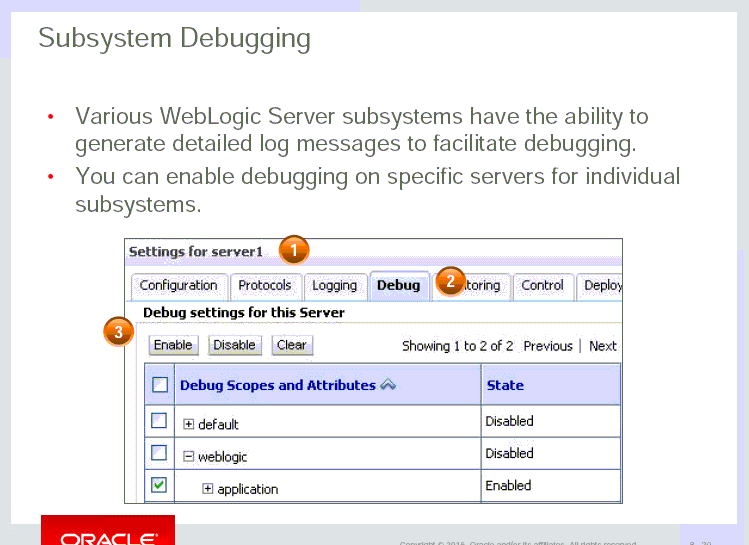 Subsystem Debugging
• Various WebLogic Server subsystems have the ability to
generate detailed log messages to facilitate debugging.
• You can enable debugging on specific servers for individual
subsystems.
Settings for server1 1
Configuration Protocols Logging Debug 2 toring Control Deploy
Debug settings for this Server
3
Enable Disable Clear Showing 1 to 2 of 2 Previous | Next
Debug Scopes and Attributes State
default Disabled
weblogic Disabled
application Enabled
ORACLE